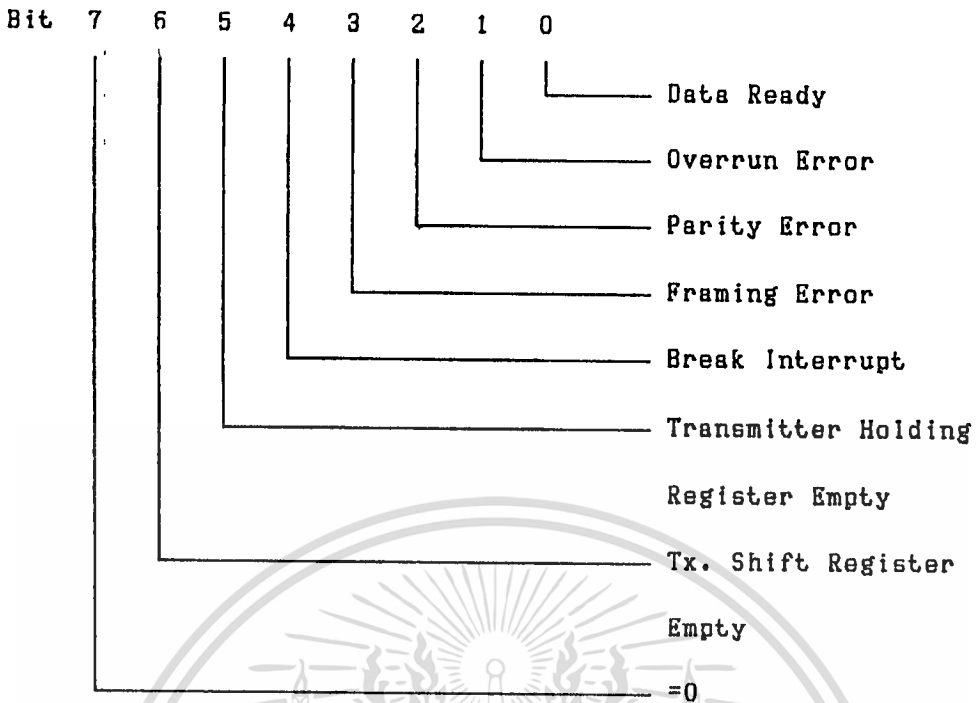 Bit 7 6 5 4 3 2 1 0
Data Ready
Overrun Error
Parity Error
Framing Error
Break Interrupt
Transmitter Holding
Register Empty
Tx. Shift Register
Empty
=0